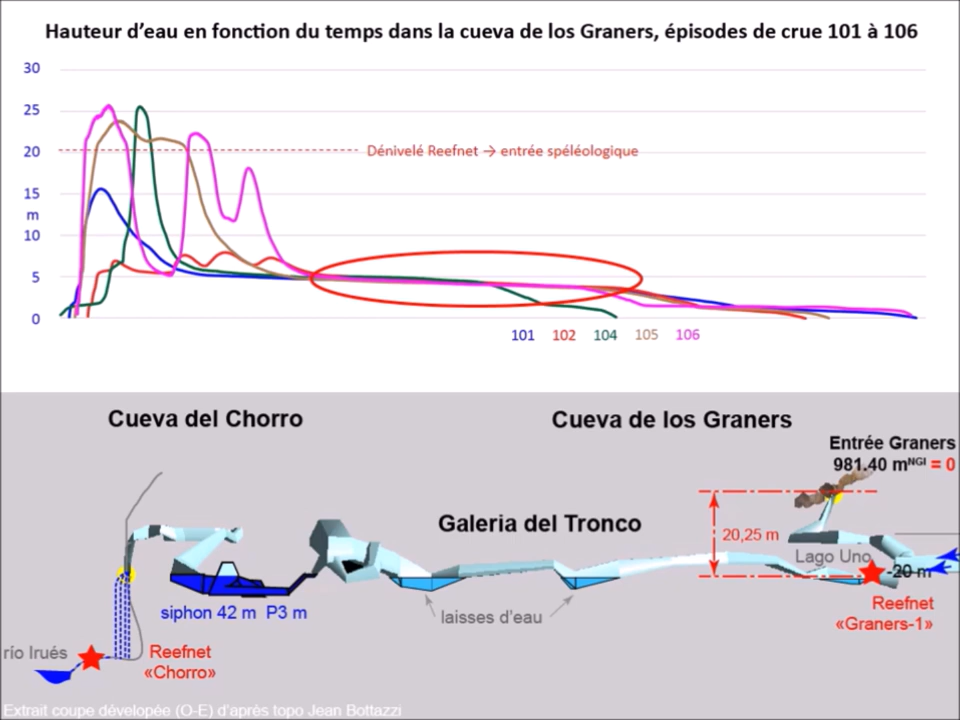 Hauteur d'eau en fonction du temps dans la cueva de los Graners, épisodes de crue 101 à 106
30
25
20
Dénivelé Reefnet → entrée spéléologique
15
m
10
5
0
101 102 104 105 106
Cueva del Chorro
Cueva de los Graners
Entrée Graners
981.40 mNGI = 0
Galeria del Tronco
20,25 m
Lago Uno
-20 m
siphon 42 m P3 m
laisses d'eau
Reefnet
«Graners-1»
río Irués
Reefnet
«Chorro»
Extrait coupe dévelopée (O-E) d'après topo Jean Bottazzi